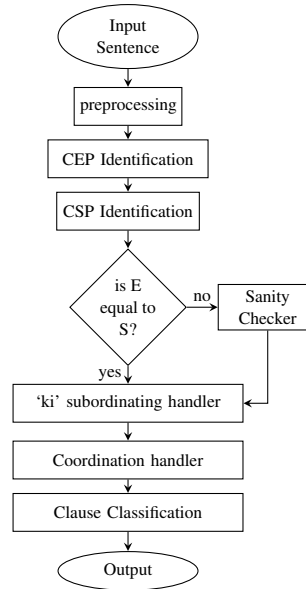 Input
Sentence
preprocessing
CEP Identification
CSP Identification
is E
equal to
S?
no
Sanity
Checker
yes
‘ki’ subordinating handler
Coordination handler
Clause Classification
Output